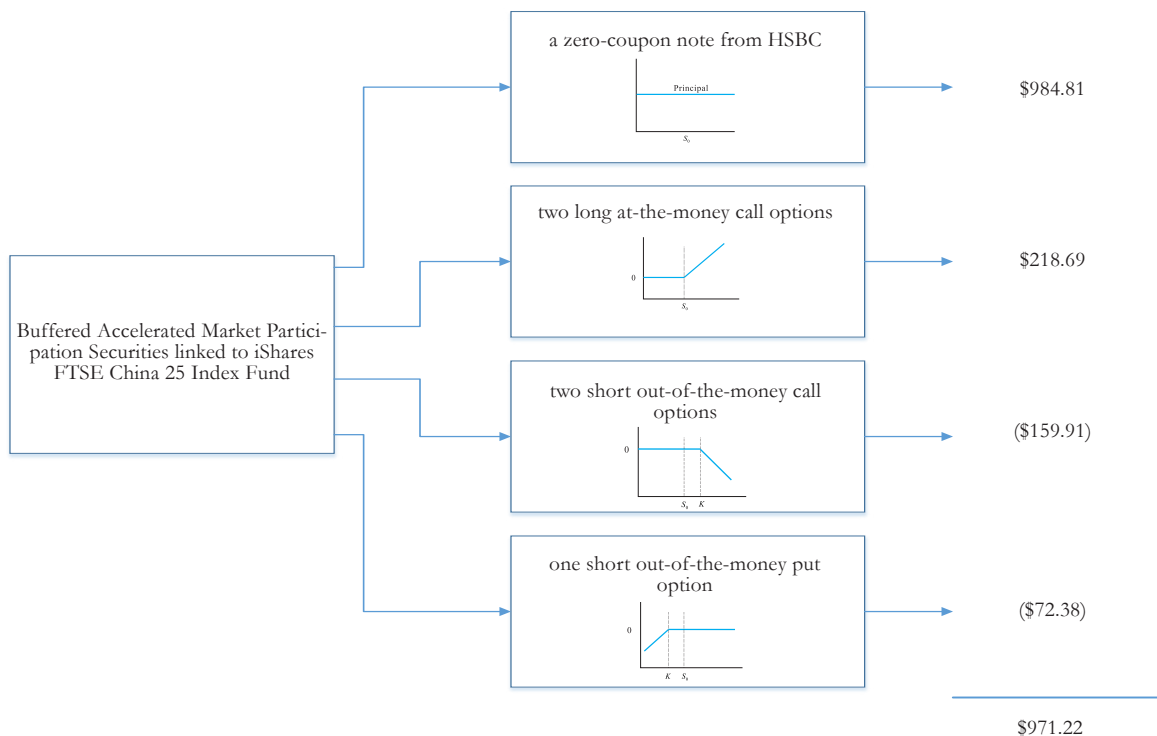 a zero-coupon note from HSBC
Principal
S₀
$984.81
two long at-the-money call options
0
S₀
$218.69
Buffered Accelerated Market Partici-
pation Securities linked to iShares
FTSE China 25 Index Fund
two short out-of-the-money call
options
0
S₀ K
($159.91)
one short out-of-the-money put
option
0
K S₀
($72.38)
$971.22